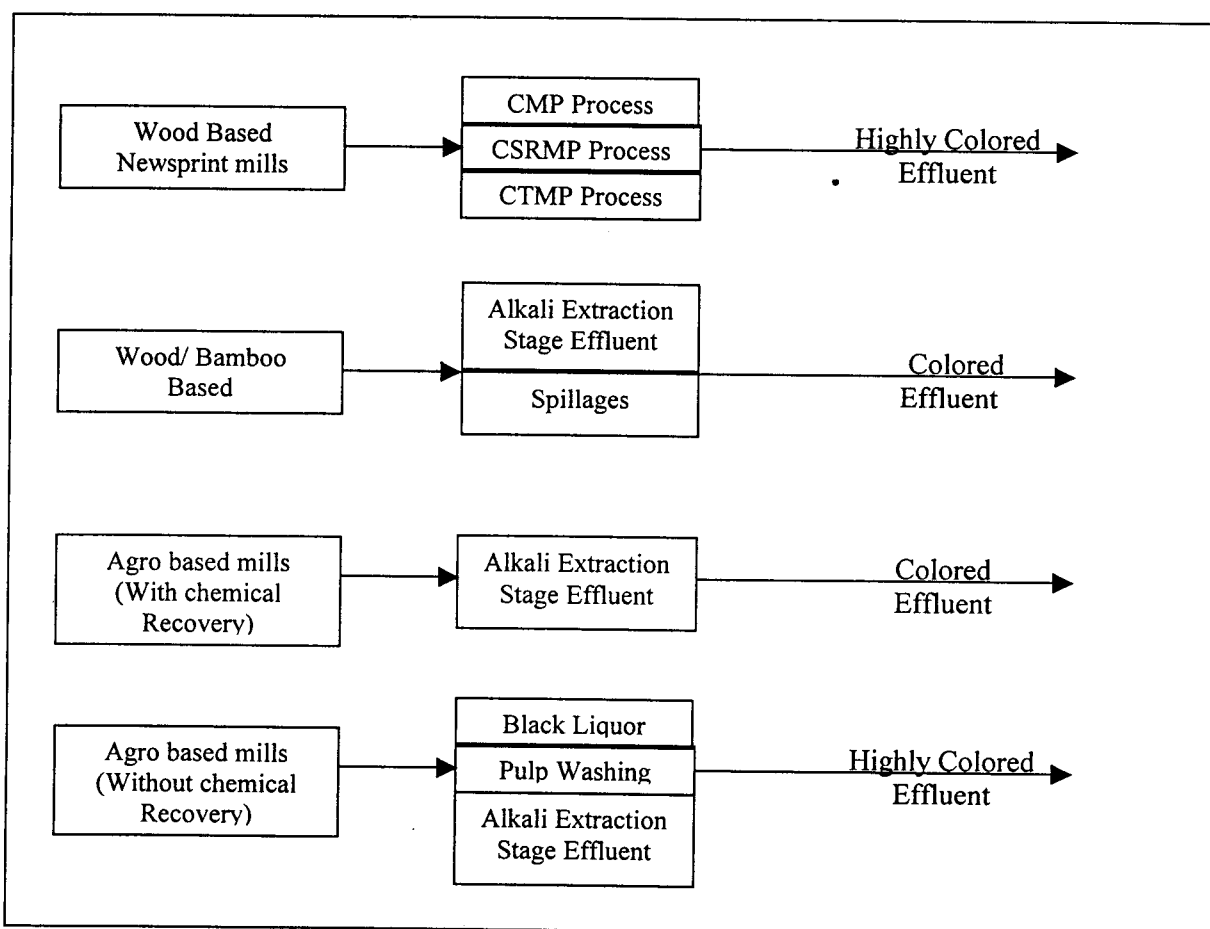 Wood Based
Newsprint mills
CMP Process
CSRMP Process
CTMP Process
Highly Colored
Effluent
Wood/ Bamboo
Based
Alkali Extraction
Stage Effluent
Spillages
Colored
Effluent
Agro based mills
(With chemical
Recovery)
Alkali Extraction
Stage Effluent
Colored
Effluent
Agro based mills
(Without chemical
Recovery)
Black Liquor
Pulp Washing
Alkali Extraction
Stage Effluent
Highly Colored
Effluent